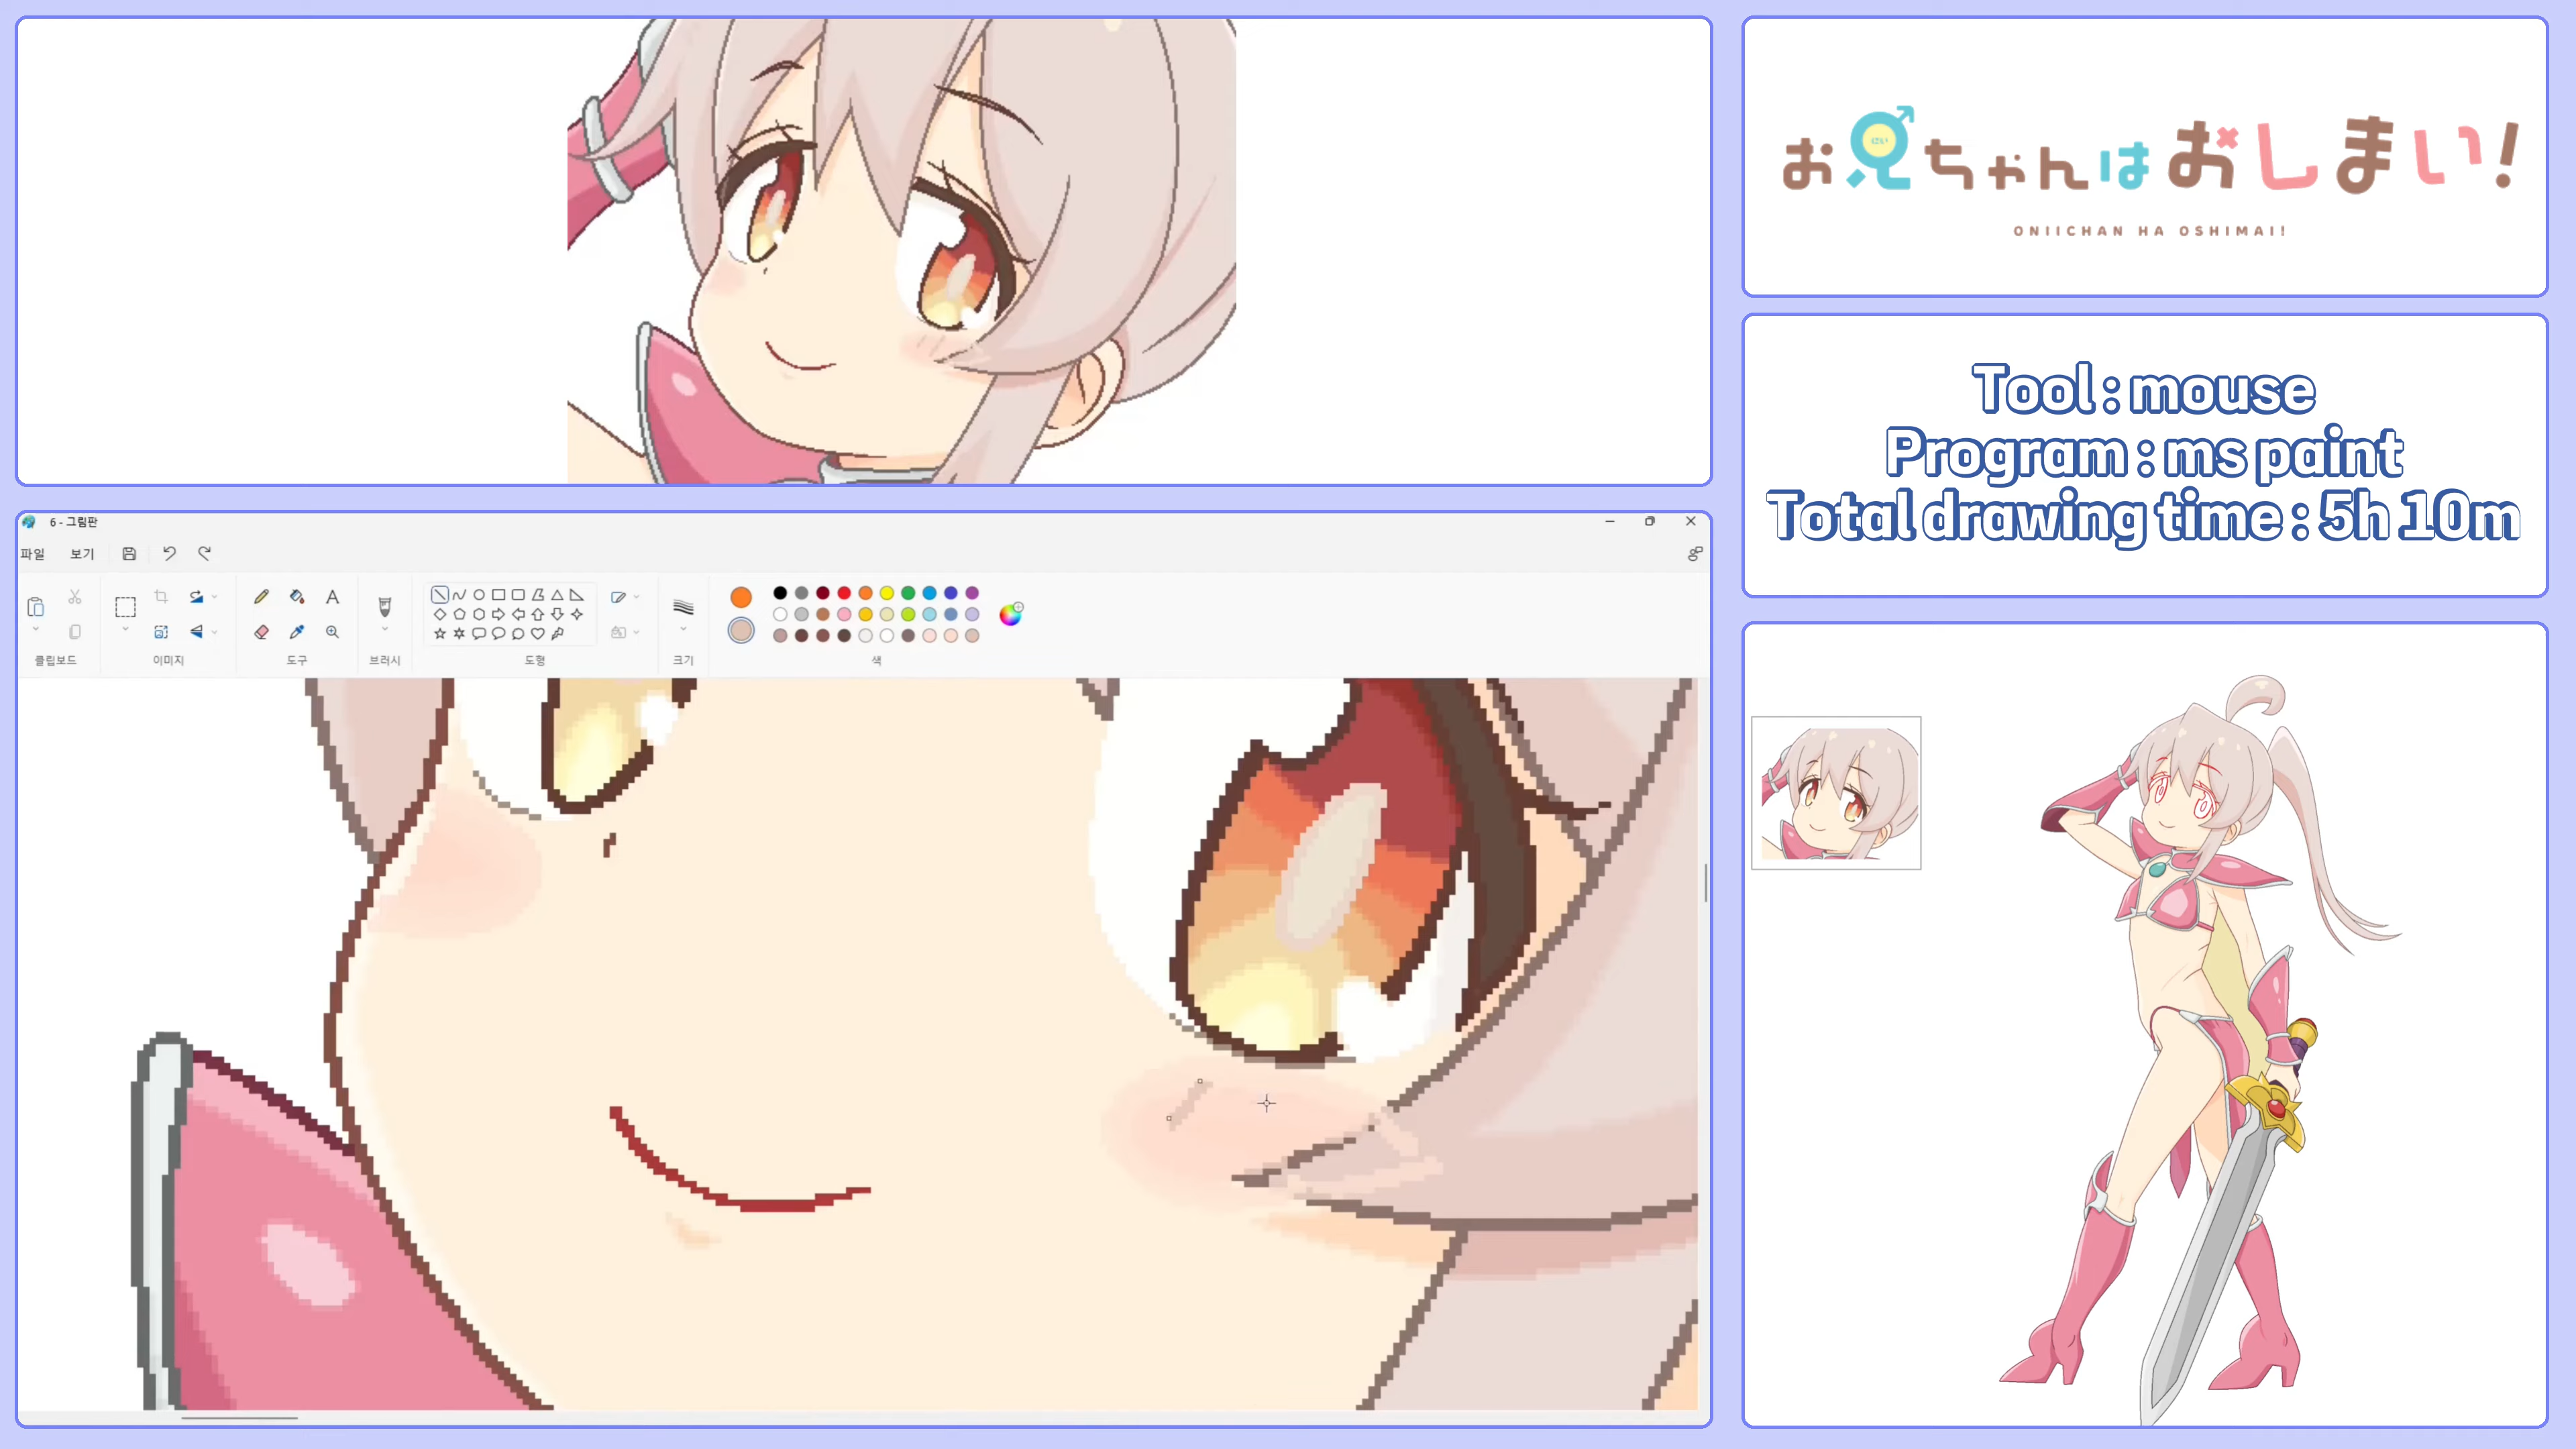 お兄ちゃんはおしまい!
ONIICHAN HA OSHIMAI!
Tool : mouse
Program : ms paint
Total drawing time : 5h 10m
6 - 그림판
파일 보기
클립보드 이미지 도구 브러시 도형 크기 색